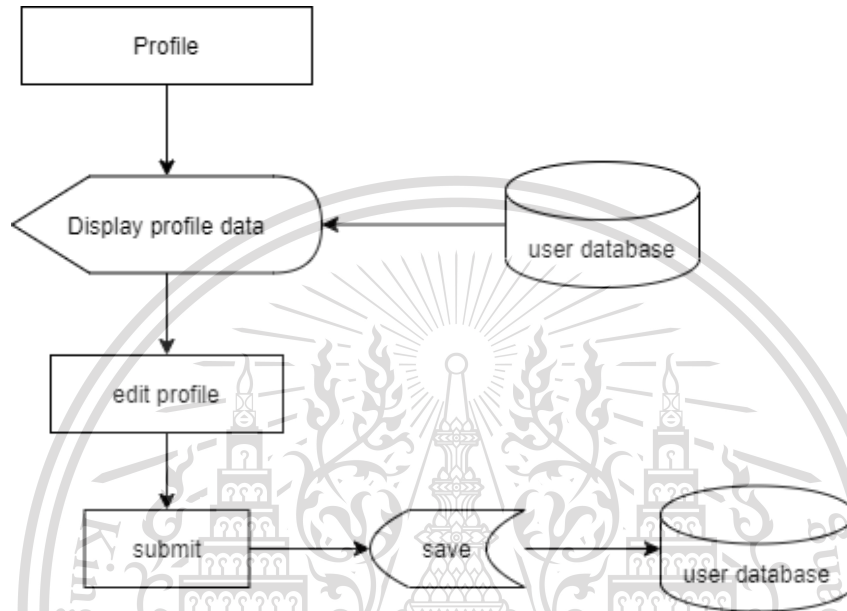 Profile
Display profile data
user database
edit profile
submit
save
user database